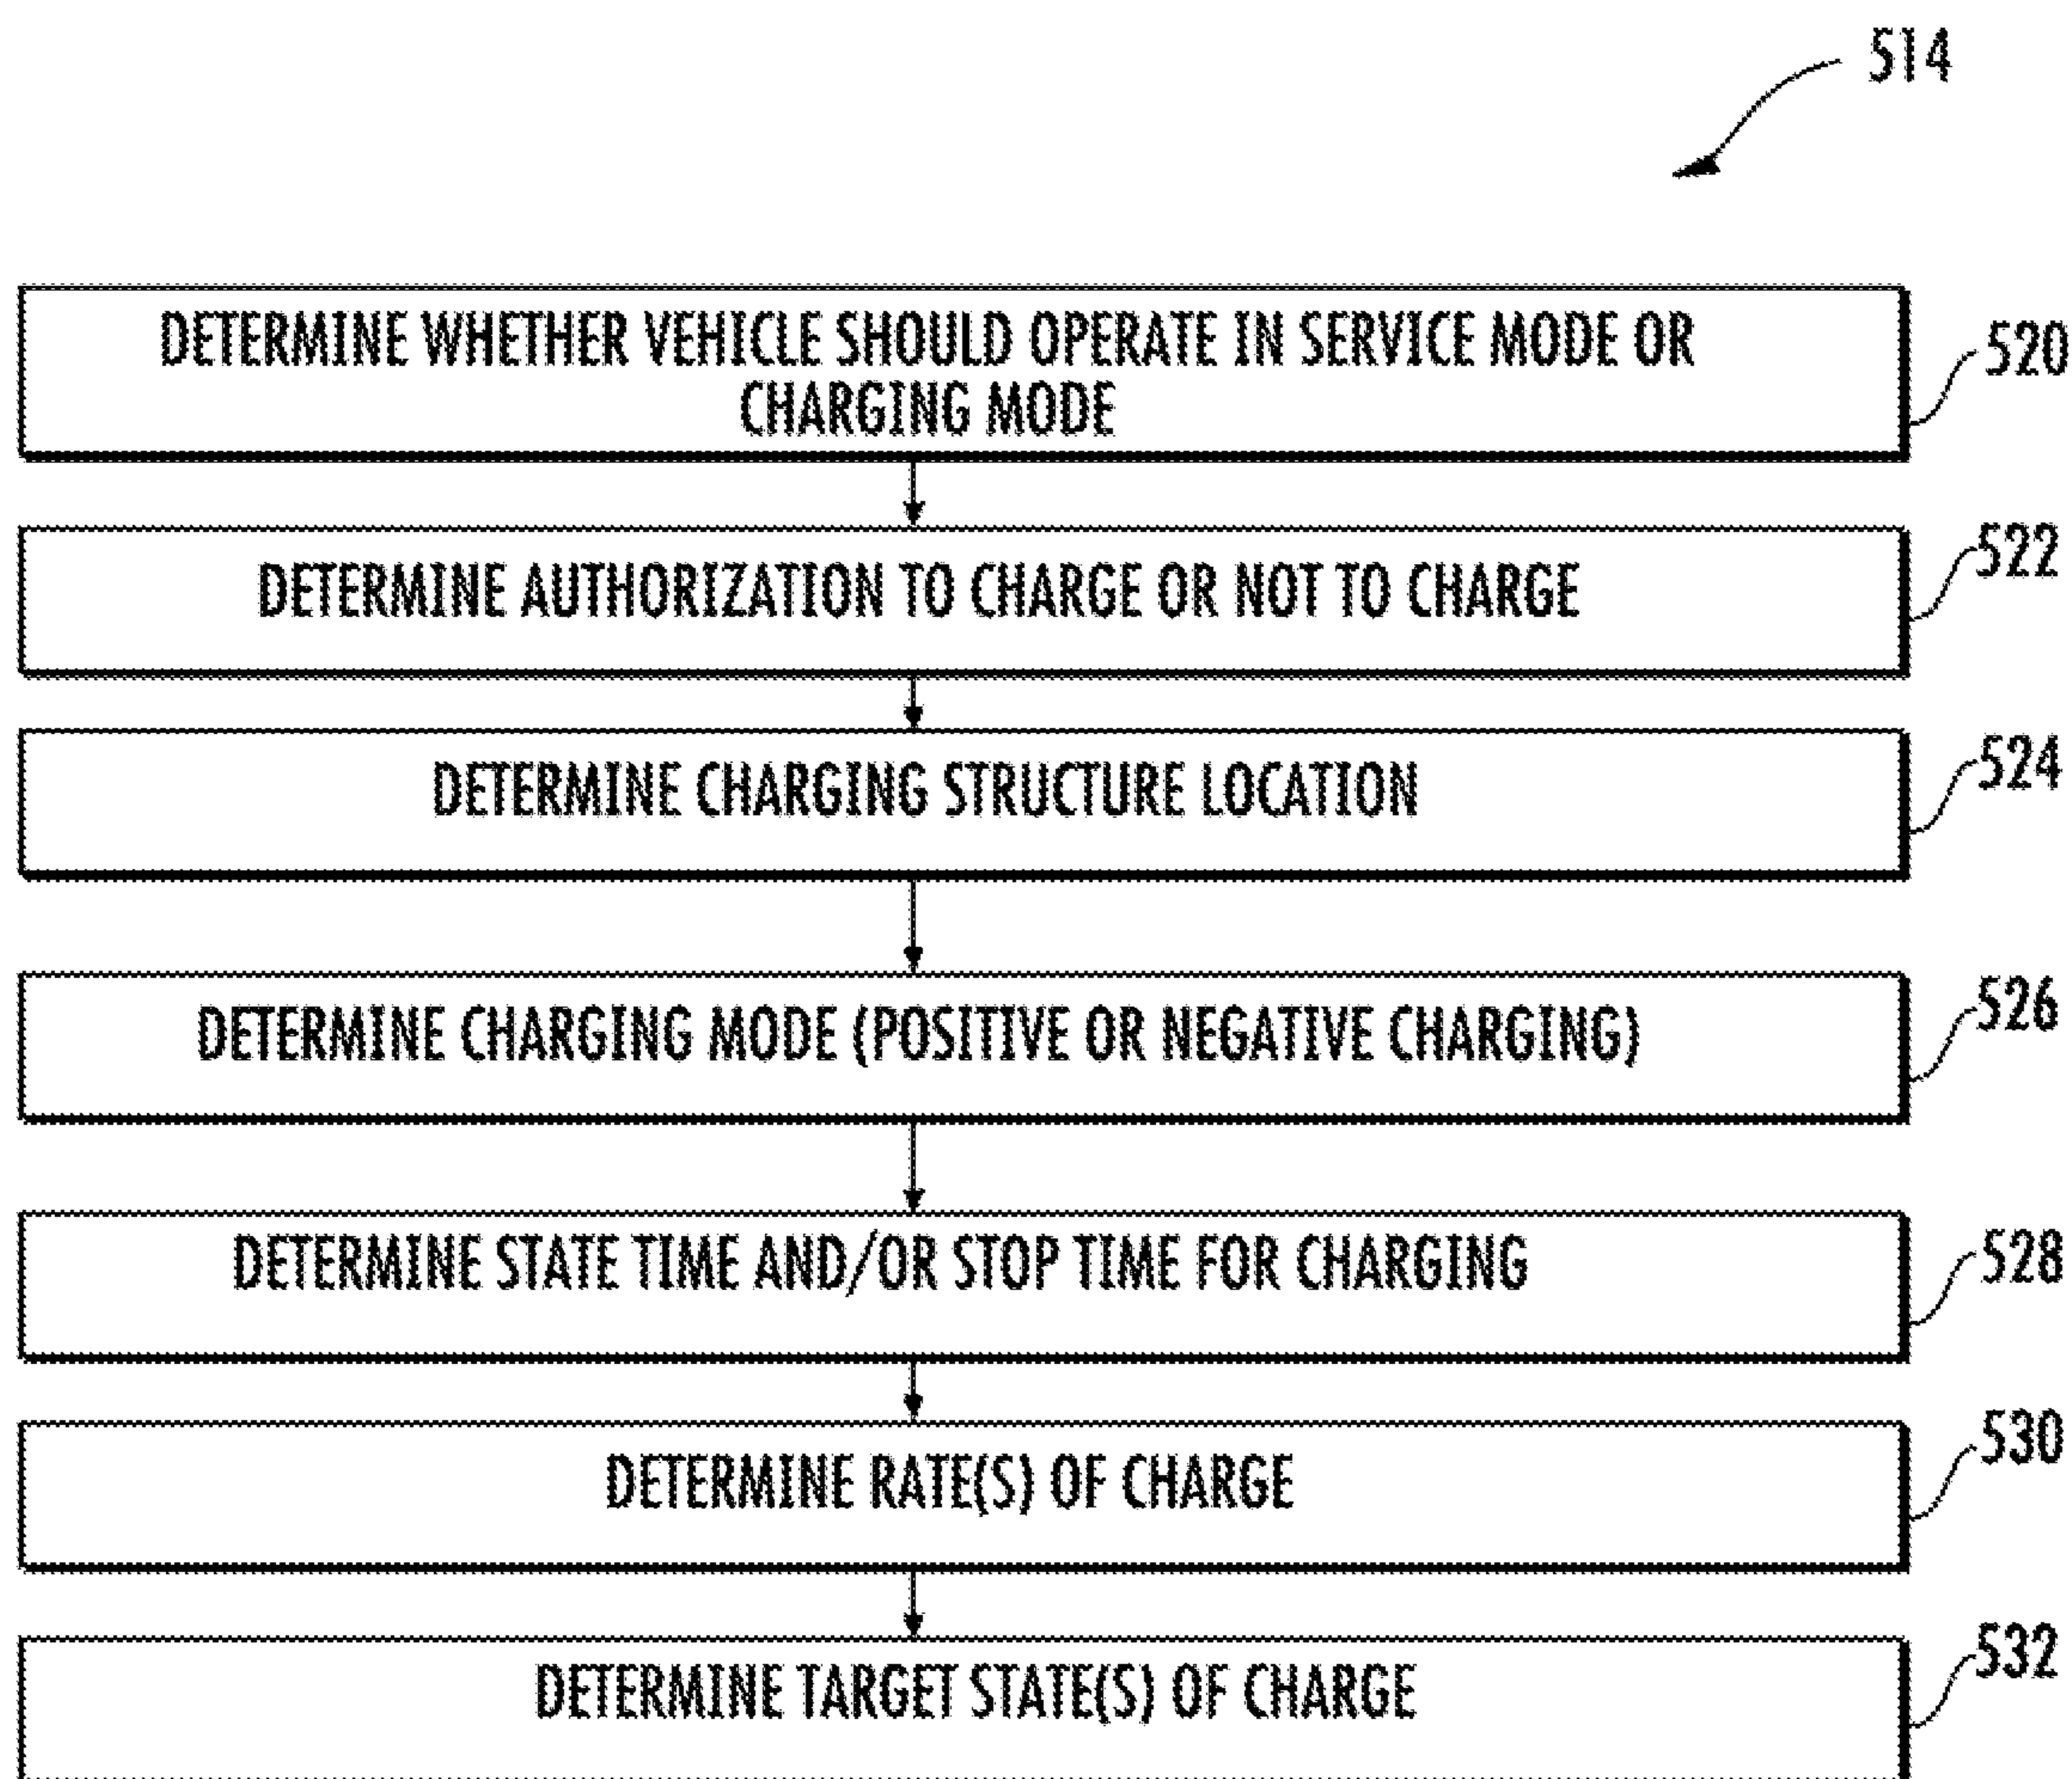 514
DETERMINE WHETHER VEHICLE SHOULD OPERATE IN SERVICE MODE OR
CHARGING MODE
520
DETERMINE AUTHORIZATION TO CHARGE OR NOT TO CHARGE
522
DETERMINE CHARGING STRUCTURE LOCATION
524
DETERMINE CHARGING MODE (POSITIVE OR NEGATIVE CHARGING)
526
DETERMINE STATE TIME AND/OR STOP TIME FOR CHARGING
528
DETERMINE RATE(S) OF CHARGE
530
DETERMINE TARGET STATE(S) OF CHARGE
532